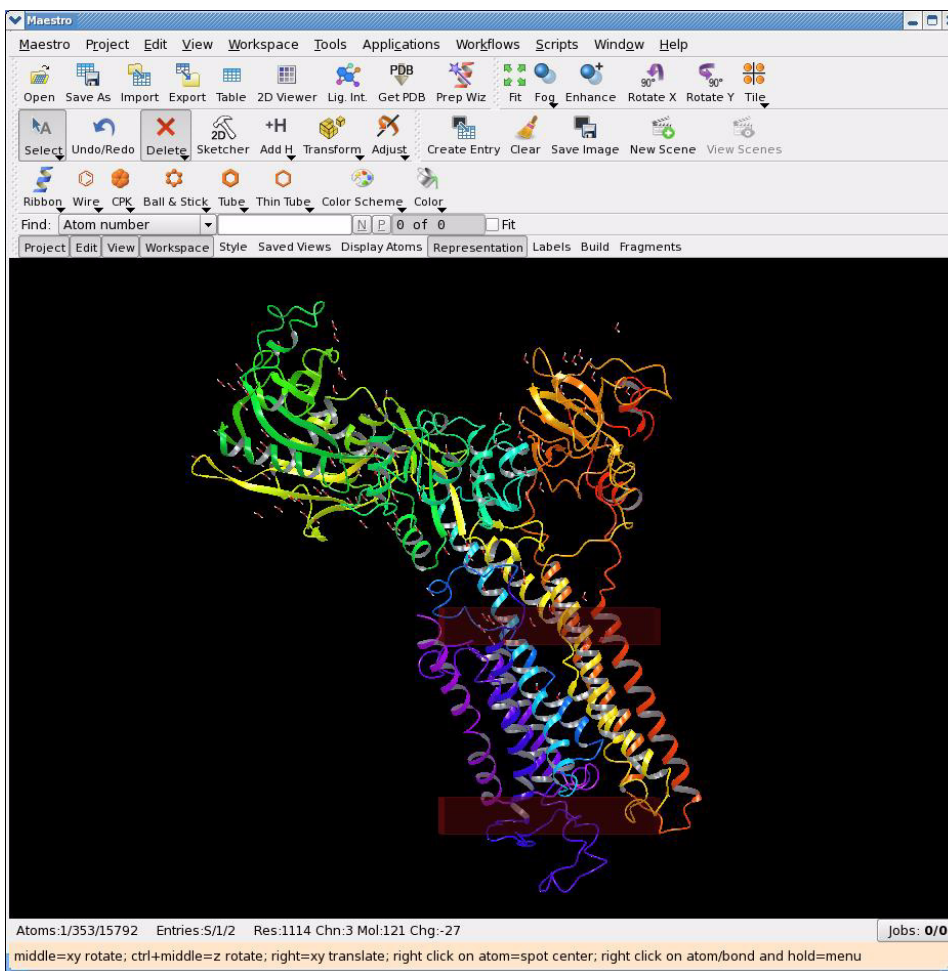 Maestro
Maestro Project Edit View Workspace Tools Applications Workflows Scripts Window Help
Open Save As Import Export Table 2D Viewer Lig. Int. PDB Get PDB Prep Wiz Fit Fog Enhance 90° Rotate X 90° Rotate Y Tile
A Select Undo/Redo Delete 2D Sketcher +H Add H Transform Adjust Create Entry Clear Save Image New Scene View Scenes
Ribbon Wire CPK Ball & Stick Tube Thin Tube Color Scheme Color
Find: Atom number N P 0 of 0 Fit
Project Edit View Workspace Style Saved Views Display Atoms Representation Labels Build Fragments
Atoms:1/353/15792 Entries:S/1/2 Res:1114 Chn:3 Mol:121 Chg:-27 Jobs: 0/0
middle=xy rotate; ctrl+middle=z rotate; right=xy translate; right click on atom=spot center; right click on atom/bond and hold=menu